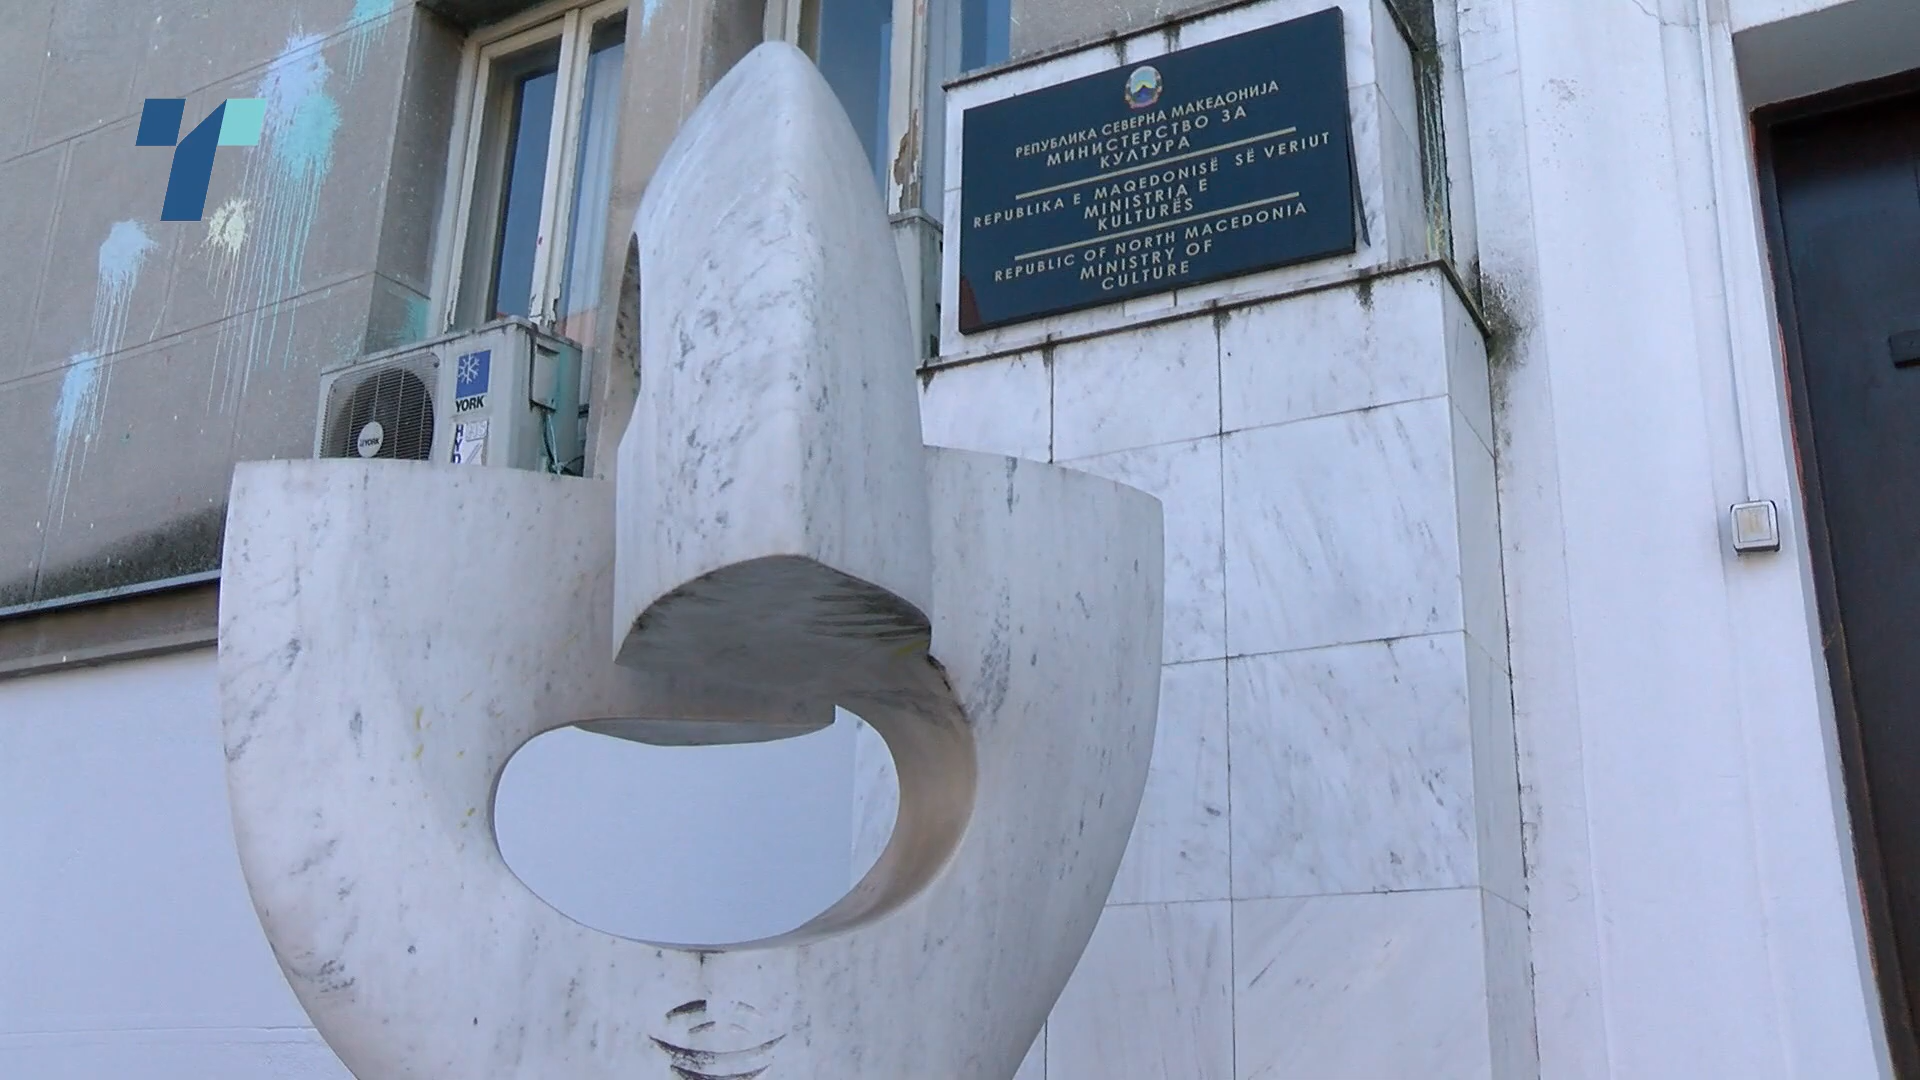 РЕПУБЛИКА СЕВЕРНА МАКЕДОНИЈА
МИНИСТЕРСТВО ЗА
КУЛТУРА
REPUBLIKA E MAQEDONISË SË VERIUT
MINISTRIA E
KULTURËS
REPUBLIC OF NORTH MACEDONIA
MINISTRY OF
CULTURE
YORK
YORK